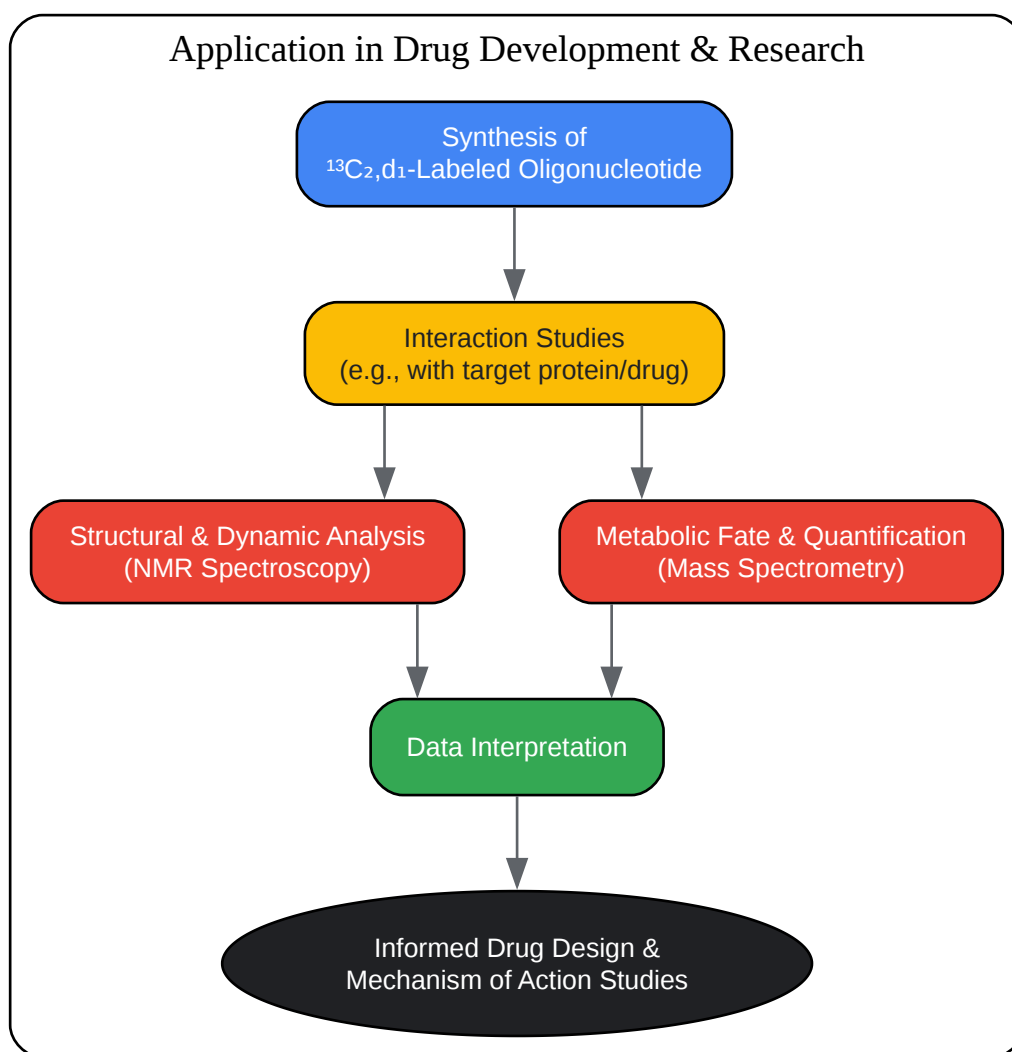 Application in Drug Development & Research
Synthesis of
¹³C₂,d₁-Labeled Oligonucleotide
Interaction Studies
(e.g., with target protein/drug)
Structural & Dynamic Analysis
(NMR Spectroscopy)
Metabolic Fate & Quantification
(Mass Spectrometry)
Data Interpretation
Informed Drug Design &
Mechanism of Action Studies